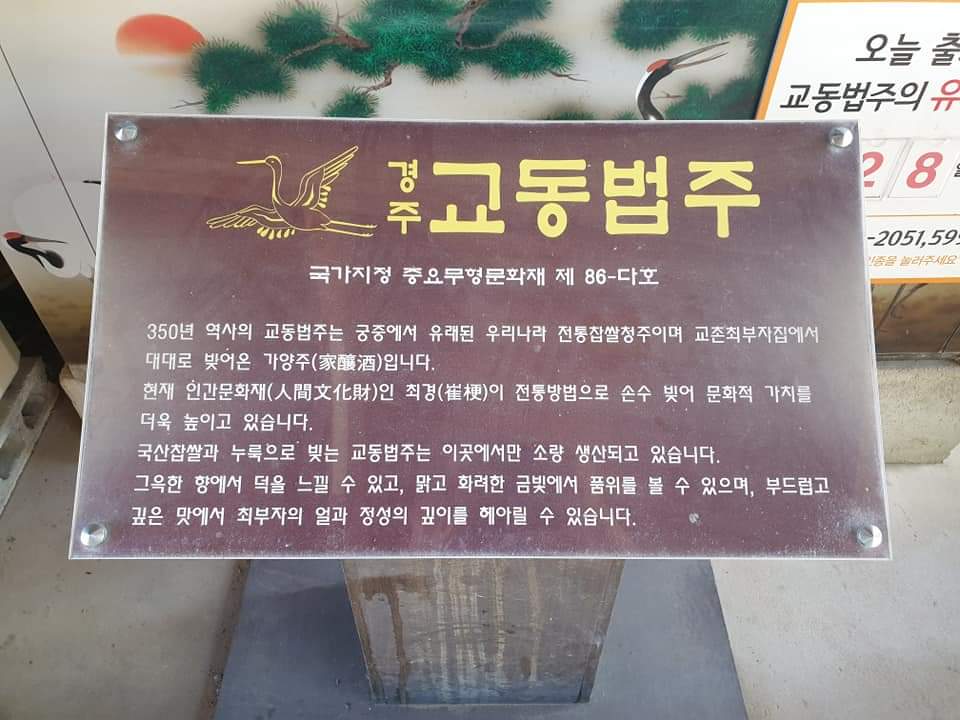 경주 교동법주
국가지정 중요무형문화재 제 86-다호
350년 역사의 교동법주는 궁중에서 유래된 우리나라 전통찹쌀청주이며 교촌최부자집에서
대대로 빚어온 가양주(家釀酒)입니다.
현재 인간문화재(人間文化財)인 최경(崔梗)이 전통방법으로 손수 빚어 문화적 가치를
더욱 높이고 있습니다.
국산찹쌀과 누룩으로 빚는 교동법주는 이곳에서만 소량 생산되고 있습니다.
그윽한 향에서 덕을 느낄 수 있고, 맑고 화려한 금빛에서 품위를 볼 수 있으며, 부드럽고
깊은 맛에서 최부자의 얼과 정성의 깊이를 헤아릴 수 있습니다.
오늘
교동법주의
2 8
-2051,599
눌러주세요